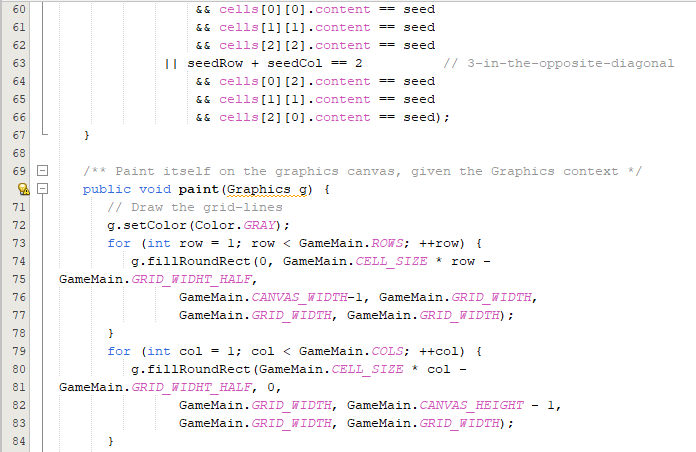 60 && cells[0][0].content == seed
61 && cells[1][1].content == seed
62 && cells[2][2].content == seed
63 || seedRow + seedCol == 2 // 3-in-the-opposite-diagonal
64 && cells[0][2].content == seed
65 && cells[1][1].content == seed
66 && cells[2][0].content == seed);
67 }
68
69 /** Paint itself on the graphics canvas, given the Graphics context */
public void paint(Graphics g) {
71 // Draw the grid-lines
72 g.setColor(Color.GRAY);
73 for (int row = 1; row < GameMain.ROWS; ++row) {
74 g.fillRoundRect(0, GameMain.CELL_SIZE * row -
75 GameMain.GRID_WIDHT_HALF,
76 GameMain.CANVAS_WIDTH-1, GameMain.GRID_WIDTH,
77 GameMain.GRID_WIDTH, GameMain.GRID_WIDTH);
78 }
79 for (int col = 1; col < GameMain.COLS; ++col) {
80 g.fillRoundRect(GameMain.CELL_SIZE * col -
81 GameMain.GRID_WIDHT_HALF, 0,
82 GameMain.GRID_WIDTH, GameMain.CANVAS_HEIGHT - 1,
83 GameMain.GRID_WIDTH, GameMain.GRID_WIDTH);
84 }